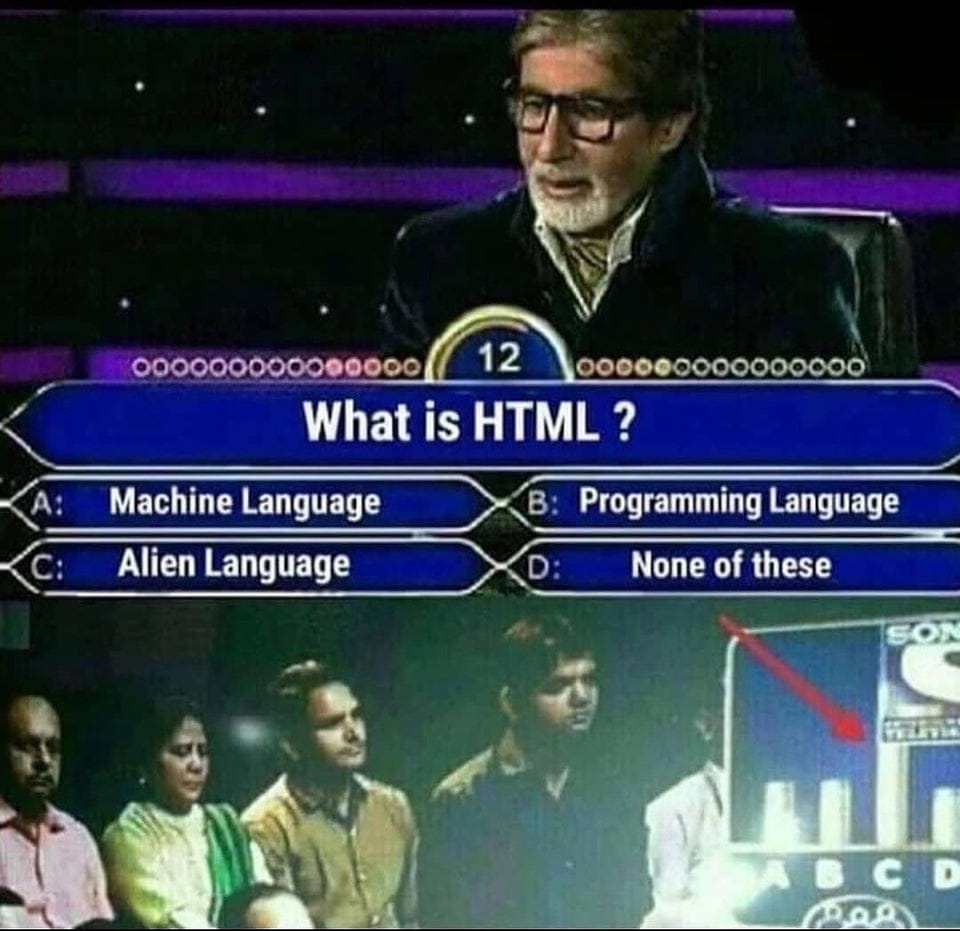 12
What is HTML ?
A: Machine Language
B: Programming Language
C: Alien Language
D: None of these
SON
A B C D